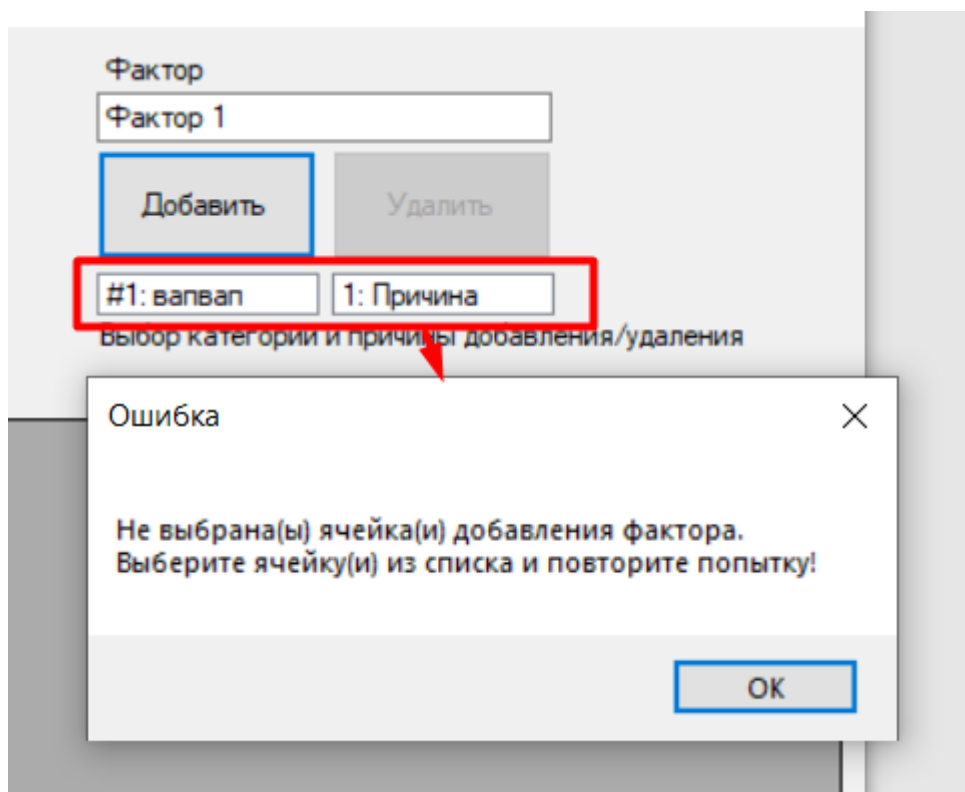 Фактор
Фактор 1
Добавить Удалить
#1: вапвап 1: Причина
Выбор категории и причины добавления/удаления
Ошибка
Не выбрана(ы) ячейка(и) добавления фактора.
Выберите ячейку(и) из списка и повторите попытку!
ОК